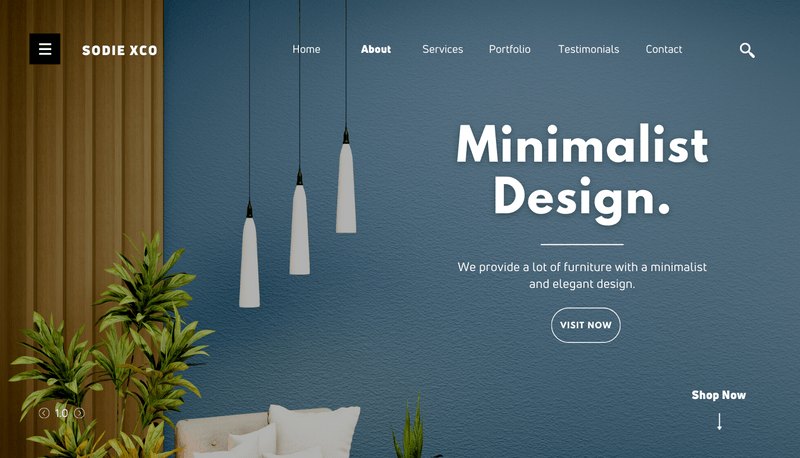 SODIE XCO
Home
About
Services
Portfolio
Testimonials
Contact
Minimalist
Design.
We provide a lot of furniture with a minimalist
and elegant design.
VISIT NOW
Shop Now
1.0